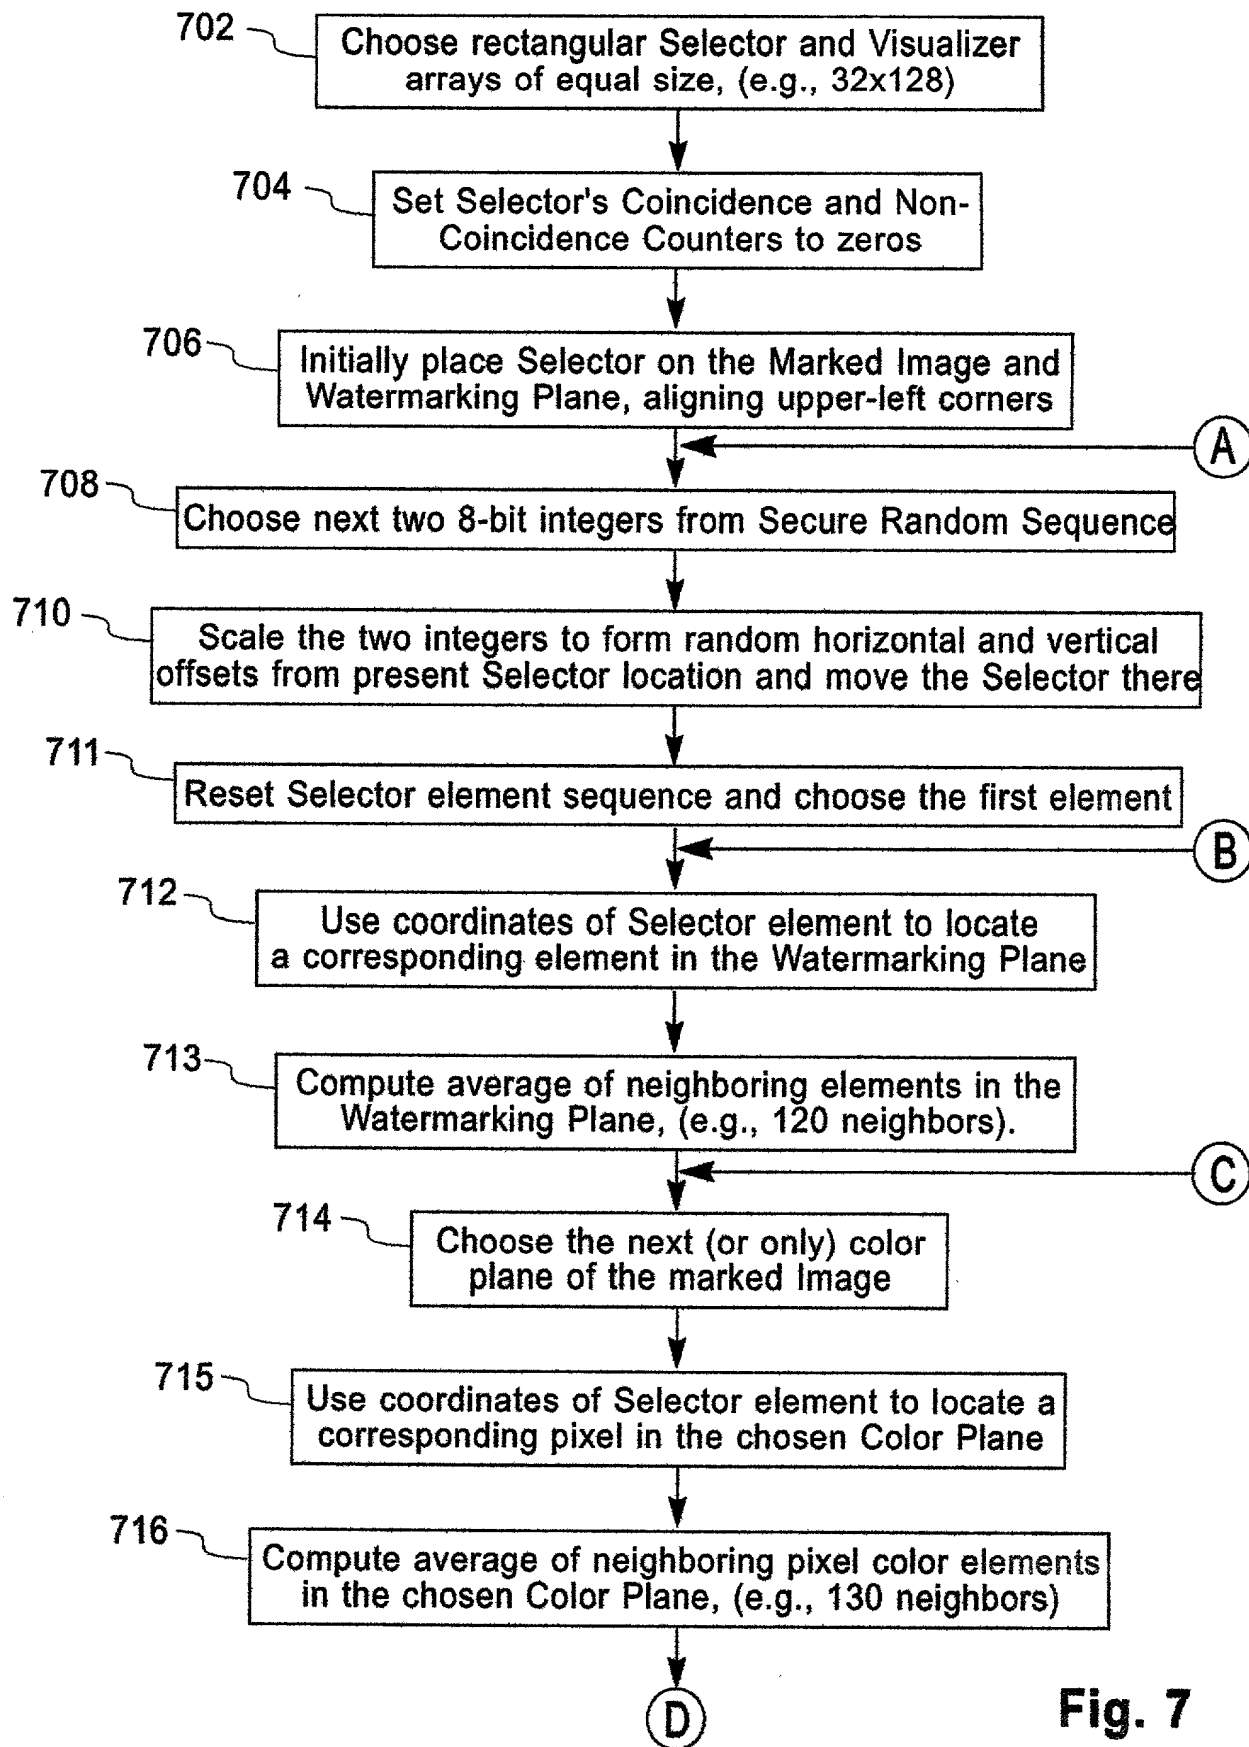 702
Choose rectangular Selector and Visualizer
arrays of equal size, (e.g., 32x128)
704
Set Selector's Coincidence and Non-
Coincidence Counters to zeros
706
Initially place Selector on the Marked Image and
Watermarking Plane, aligning upper-left corners
A
708
Choose next two 8-bit integers from Secure Random Sequence
710
Scale the two integers to form random horizontal and vertical
offsets from present Selector location and move the Selector there
711
Reset Selector element sequence and choose the first element
B
712
Use coordinates of Selector element to locate
a corresponding element in the Watermarking Plane
713
Compute average of neighboring elements in the
Watermarking Plane, (e.g., 120 neighbors).
C
714
Choose the next (or only) color
plane of the marked Image
715
Use coordinates of Selector element to locate a
corresponding pixel in the chosen Color Plane
716
Compute average of neighboring pixel color elements
in the chosen Color Plane, (e.g., 130 neighbors)
D
Fig. 7